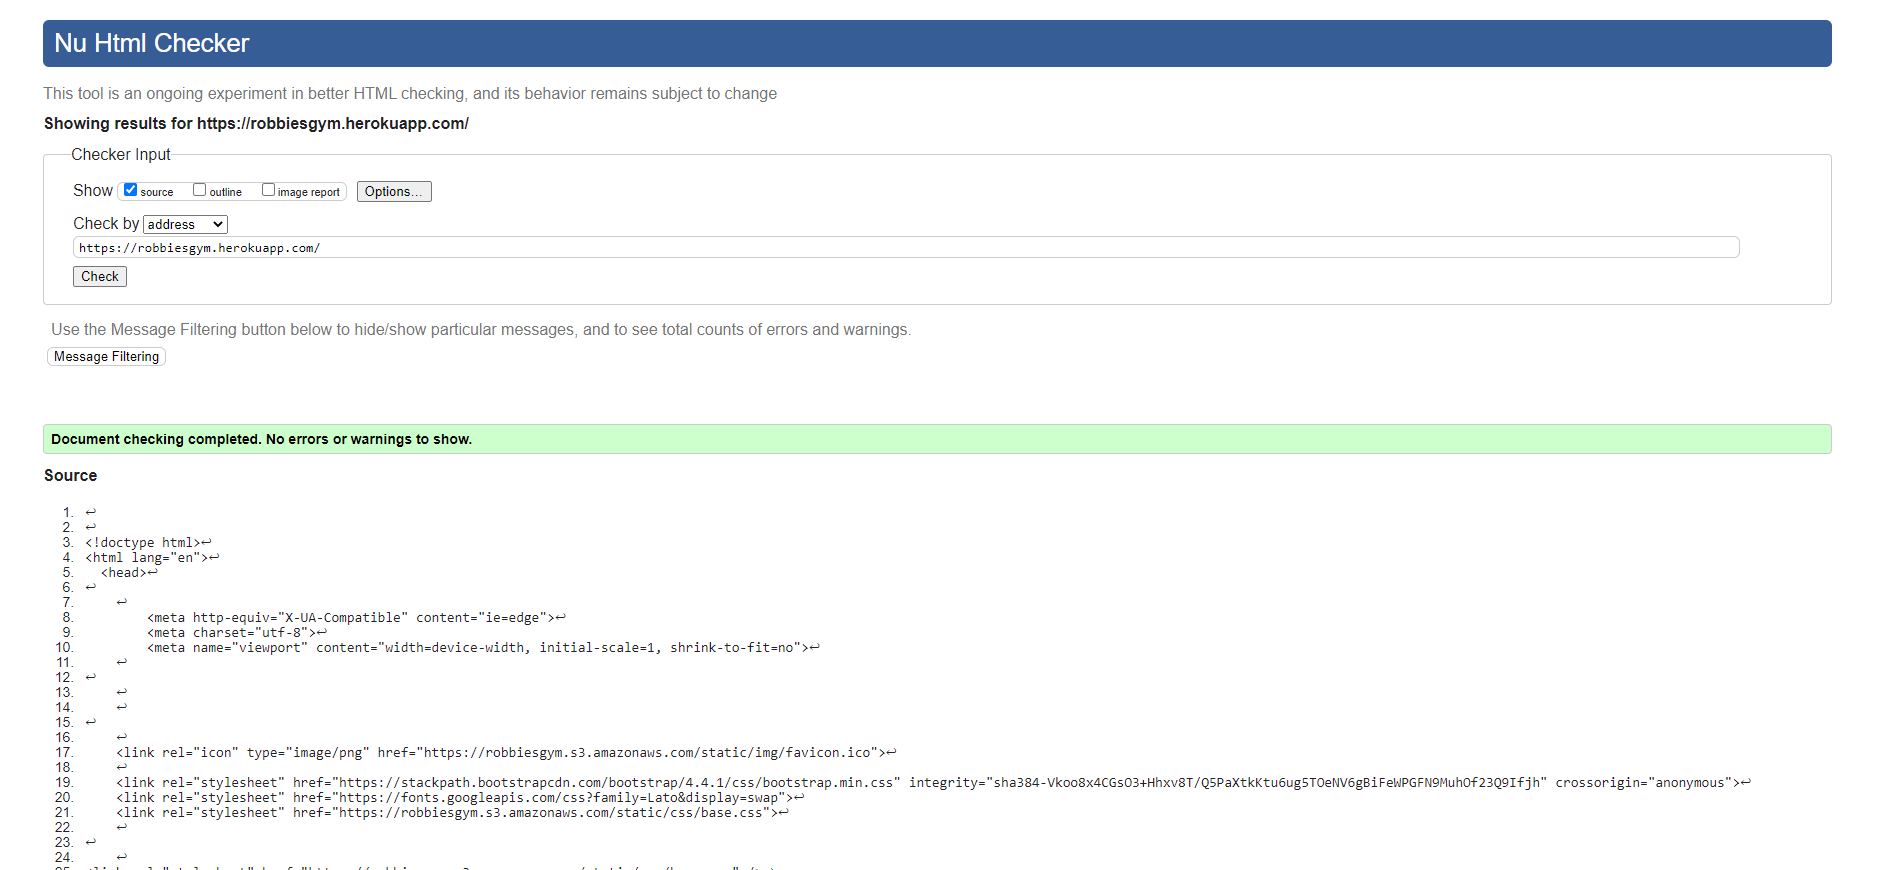 Nu Html Checker
This tool is an ongoing experiment in better HTML checking, and its behavior remains subject to change
Showing results for https://robbiesgym.herokuapp.com/
Checker Input
Show source outline image report Options...
Check by address
https://robbiesgym.herokuapp.com/
Check
Use the Message Filtering button below to hide/show particular messages, and to see total counts of errors and warnings.
Message Filtering
Document checking completed. No errors or warnings to show.
Source
1. ↩
2. ↩
3. <!doctype html>↩
4. <html lang="en">↩
5. <head>↩
6. ↩
7. ↩
8. <meta http-equiv="X-UA-Compatible" content="ie=edge">↩
9. <meta charset="utf-8">↩
10. <meta name="viewport" content="width=device-width, initial-scale=1, shrink-to-fit=no">↩
11. ↩
12. ↩
13. ↩
14. ↩
15. ↩
16. ↩
17. <link rel="icon" type="image/png" href="https://robbiesgym.s3.amazonaws.com/static/img/favicon.ico">↩
18. ↩
19. <link rel="stylesheet" href="https://stackpath.bootstrapcdn.com/bootstrap/4.4.1/css/bootstrap.min.css" integrity="sha384-Vkoo8x4CGsO3+Hhxv8T/Q5PaXtkKtu6ug5TOeNV6gBiFeWPGFN9MuhOf23Q9Ifjh" crossorigin="anonymous">↩
20. <link rel="stylesheet" href="https://fonts.googleapis.com/css?family=Lato&display=swap">↩
21. <link rel="stylesheet" href="https://robbiesgym.s3.amazonaws.com/static/css/base.css">↩
22. ↩
23. ↩
24. ↩